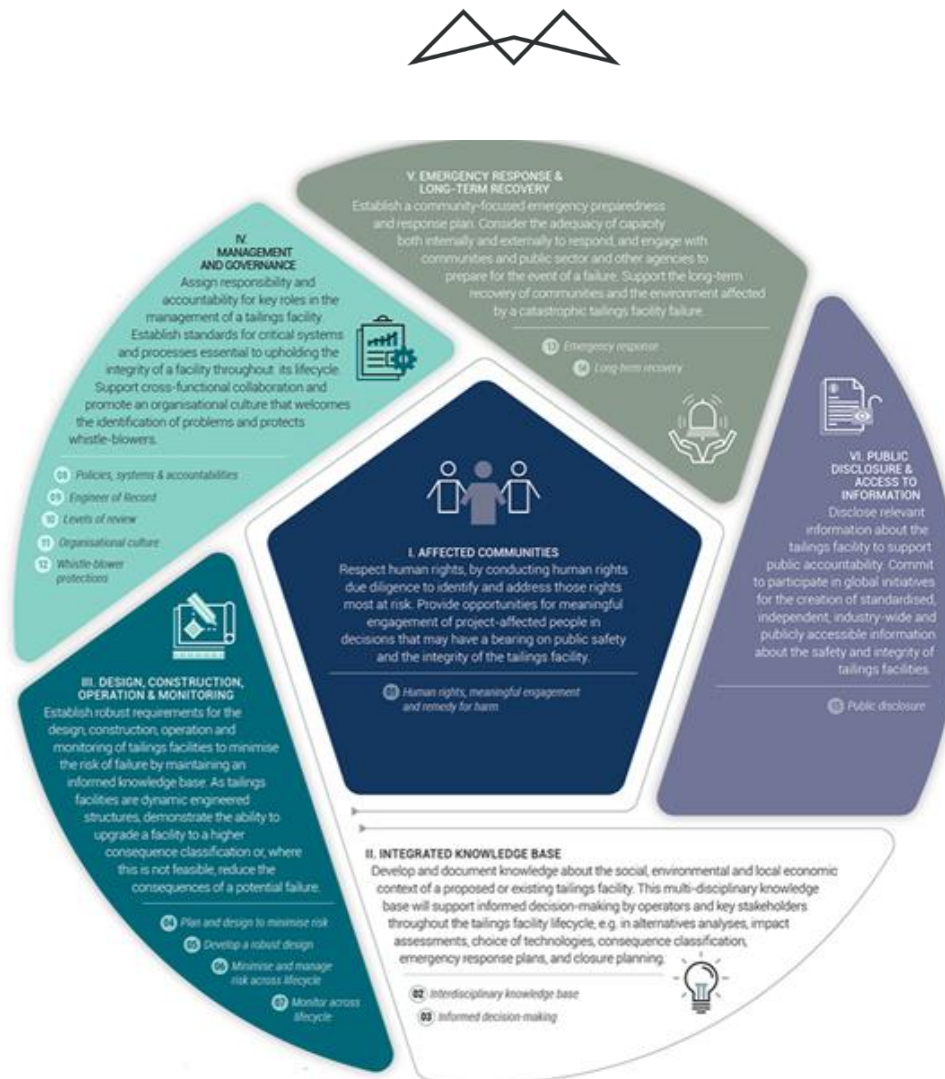 I. AFFECTED COMMUNITIES
Respect human rights, by conducting human rights
due diligence to identify and address those rights
most at risk. Provide opportunities for meaningful
engagement of project-affected people in
decisions that may have a bearing on public safety
and the integrity of the tailings facility.
01 Human rights, meaningful engagement
and remedy for harm
II. INTEGRATED KNOWLEDGE BASE
Develop and document knowledge about the social, environmental and local economic
context of a proposed or existing tailings facility. This multi-disciplinary knowledge
base will support informed decision-making by operators and key stakeholders
throughout the tailings facility lifecycle, e.g. in alternatives analyses, impact
assessments, choice of technologies, consequence classification,
emergency response plans, and closure planning.
02 Interdisciplinary knowledge base
03 Informed decision-making
III. DESIGN, CONSTRUCTION,
OPERATION & MONITORING
Establish robust requirements for the
design, construction, operation and
monitoring of tailings facilities to minimise
the risk of failure by maintaining an
informed knowledge base. As tailings
facilities are dynamic engineered
structures, demonstrate the ability to
upgrade a facility to a higher
consequence classification or, where
this is not feasible, reduce the
consequences of a potential failure.
04 Plan and design to minimise risk
05 Develop a robust design
06 Minimise and manage
risk across lifecycle
07 Monitor across
lifecycle
IV.
MANAGEMENT
AND GOVERNANCE
Assign responsibility and
accountability for key roles in the
management of a tailings facility.
Establish standards for critical systems
and processes essential to upholding the
integrity of a facility throughout its lifecycle.
Support cross-functional collaboration and
promote an organisational culture that welcomes
the identification of problems and protects
whistle-blowers.
08 Policies, systems & accountabilities
09 Engineer of Record
10 Levels of review
11 Organisational culture
12 Whistle-blower
protections
V. EMERGENCY RESPONSE &
LONG-TERM RECOVERY
Establish a community-focused emergency preparedness
and response plan. Consider the adequacy of capacity
both internally and externally to respond, and engage with
communities and public sector and other agencies to
prepare for the event of a failure. Support the long-term
recovery of communities and the environment affected
by a catastrophic tailings facility failure.
13 Emergency response
14 Long-term recovery
VI. PUBLIC
DISCLOSURE &
ACCESS TO
INFORMATION
Disclose relevant
information about the
tailings facility to support
public accountability. Commit
to participate in global initiatives
for the creation of standardised,
independent, industry-wide and
publicly accessible information
about the safety and integrity of
tailings facilities.
15 Public disclosure